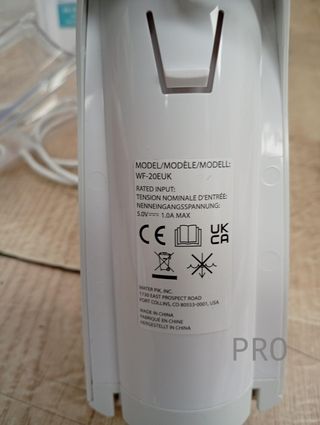 MODEL/MODÈLE/MODELL:
WF-20EUK
RATED INPUT:
TENSION NOMINALE D'ENTRÉE:
NENNEINGANGSSPANNUNG:
5.0V⎓ 1.0A MAX
CE UK CA
WATER PIK, INC.
1730 EAST PROSPECT ROAD
FORT COLLINS, CO 80553-0001, USA
MADE IN CHINA
FABRIQUÉ EN CHINE
HERGESTELLT IN CHINA
PRO